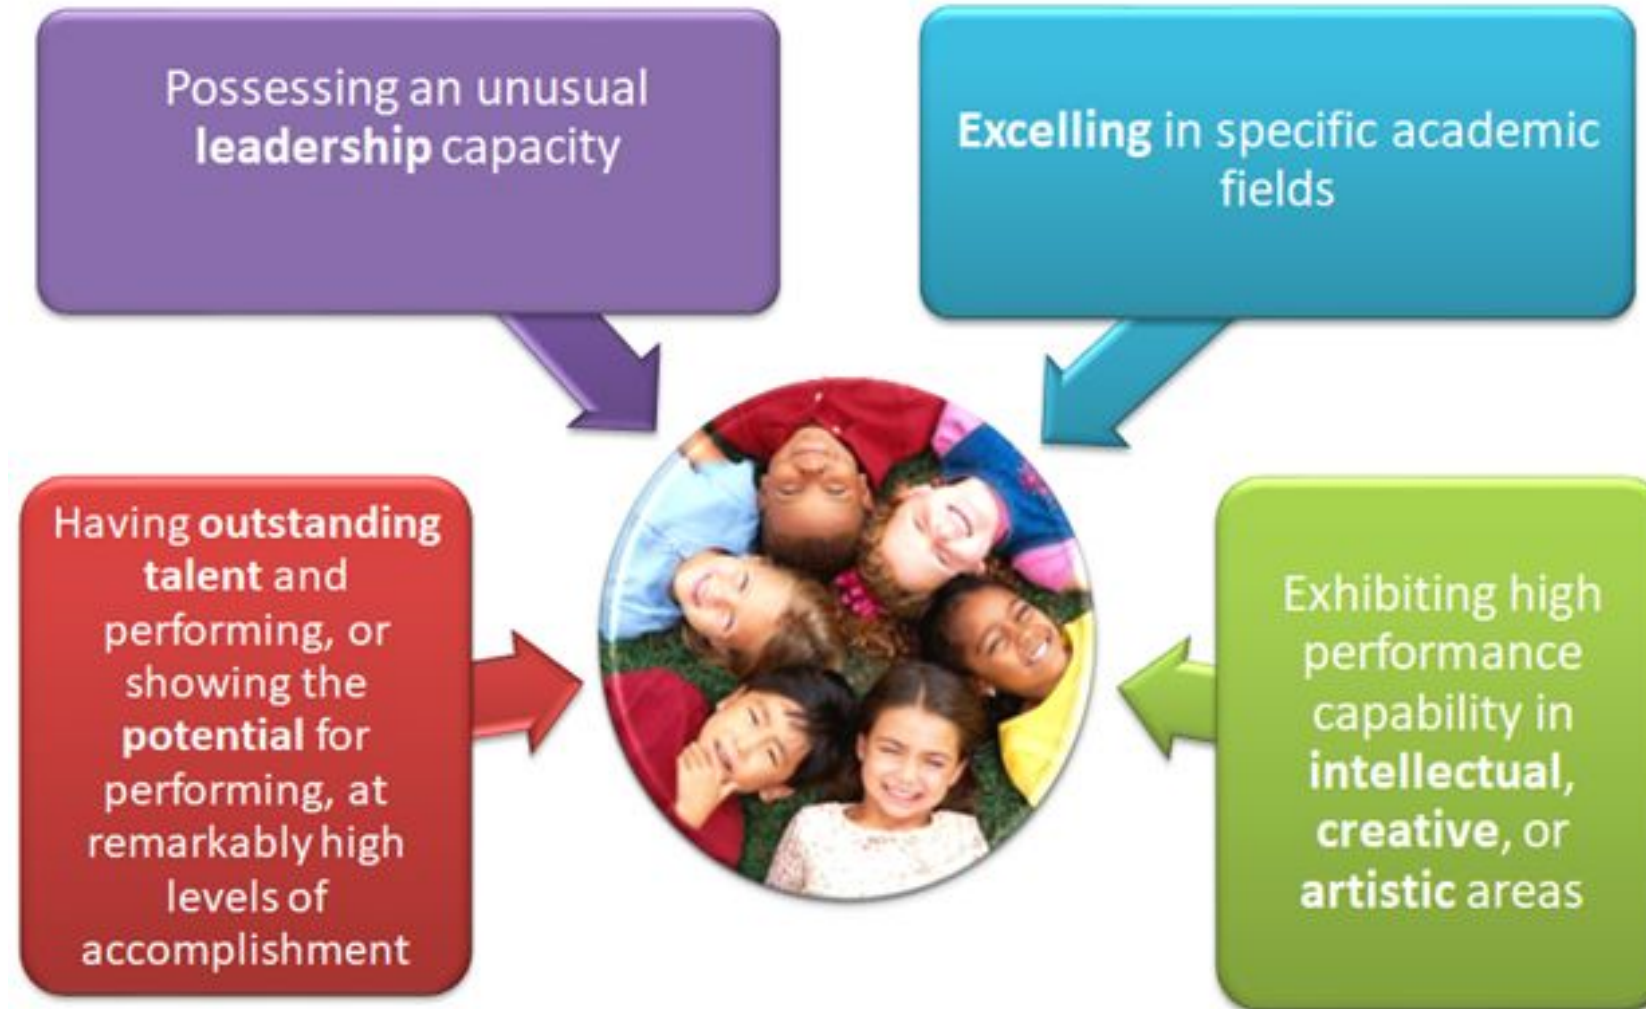 Possessing an unusual
leadership capacity
Excelling in specific academic
fields
Having outstanding
talent and
performing, or
showing the
potential for
performing, at
remarkably high
levels of
accomplishment
Exhibiting high
performance
capability in
intellectual,
creative, or
artistic areas